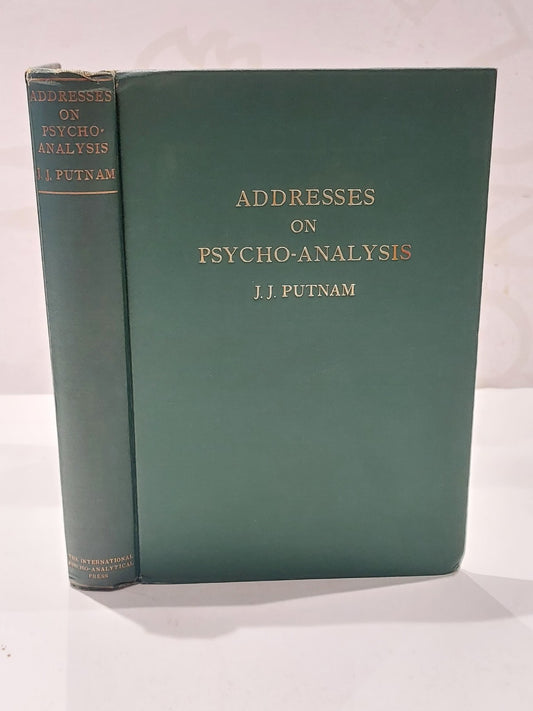 ADDRESSES
ON
PSYCHO-
ANALYSIS
J. J. PUTNAM
THE INTERNATIONAL
PSYCHO-ANALYTICAL
PRESS
ADDRESSES
ON
PSYCHO-ANALYSIS
J. J. PUTNAM